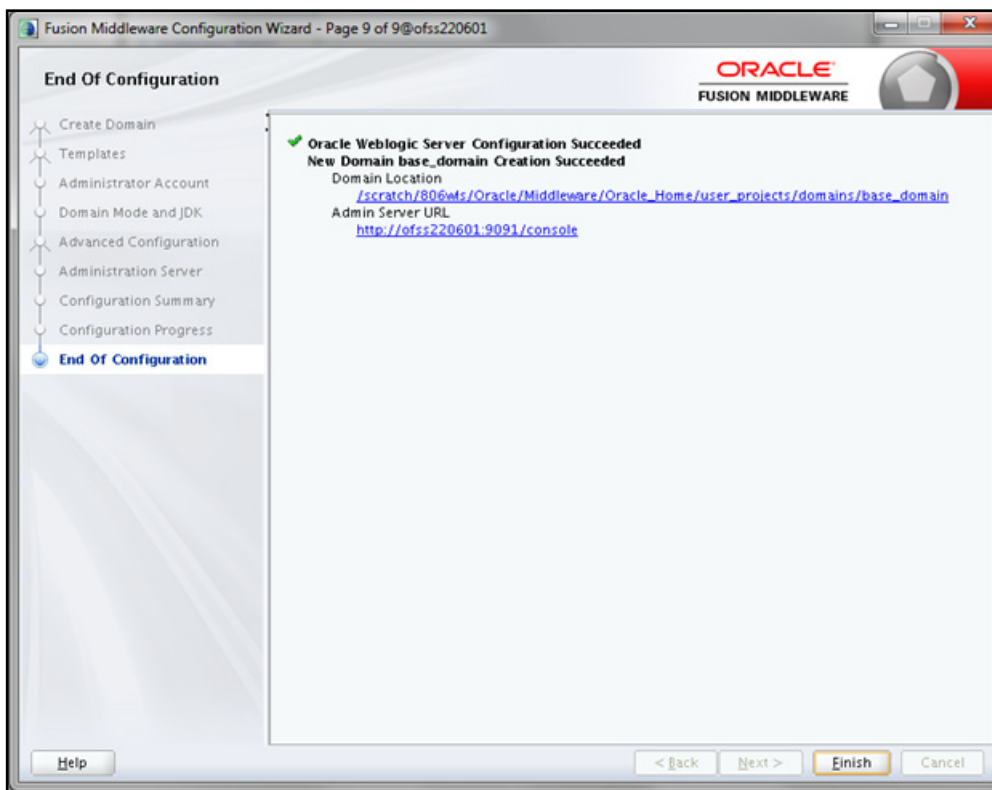 Fusion Middleware Configuration Wizard - Page 9 of 9@ofss220601
End Of Configuration
ORACLE
FUSION MIDDLEWARE
Create Domain
Templates
Administrator Account
Domain Mode and JDK
Advanced Configuration
Administration Server
Configuration Summary
Configuration Progress
End Of Configuration
Oracle Weblogic Server Configuration Succeeded
New Domain base_domain Creation Succeeded
Domain Location
/scratch/806wls/Oracle/Middleware/Oracle_Home/user_projects/domains/base_domain
Admin Server URL
http://ofss220601:9091/console
Help
< Back
Next >
Finish
Cancel